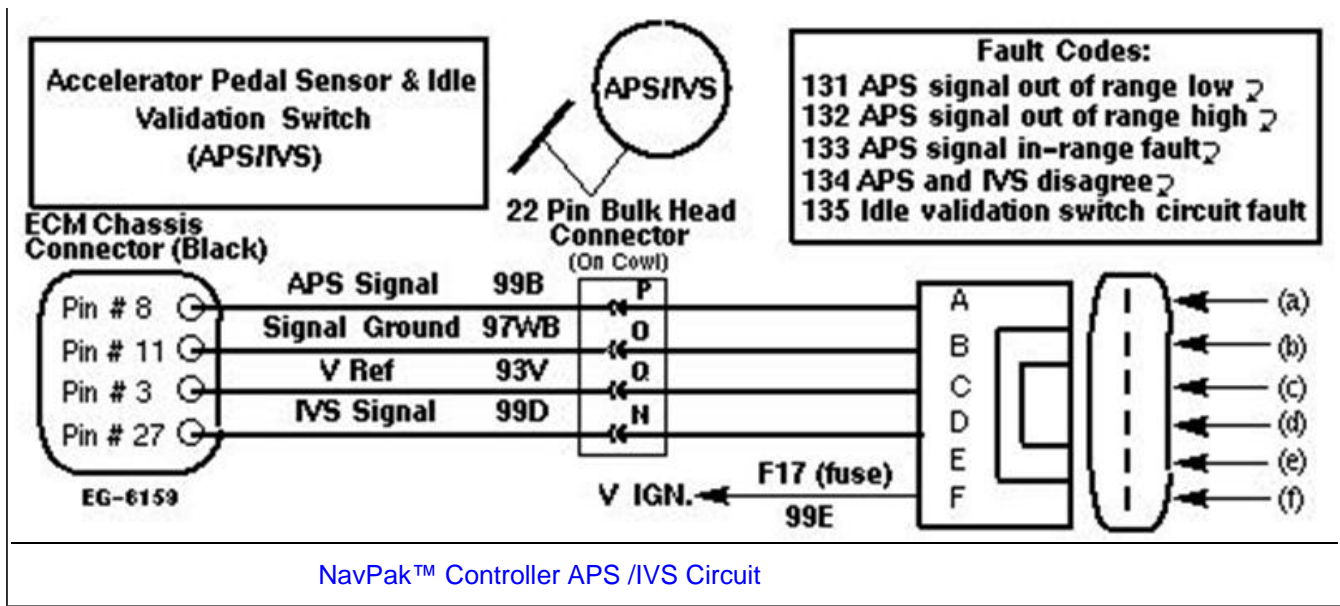 Accelerator Pedal Sensor & Idle
Validation Switch
(APS/IVS)
APS/IVS
Fault Codes:
131 APS signal out of range low
132 APS signal out of range high
133 APS signal in-range fault
134 APS and IVS disagree
135 Idle validation switch circuit fault
22 Pin Bulk Head
Connector
(On Cowl)
ECM Chassis
Connector (Black)
Pin # 8 APS Signal 99B P A (a)
Pin # 11 Signal Ground 97WB O B (b)
Pin # 3 V Ref 93V Q C (c)
Pin # 27 IVS Signal 99D N D (d)
E (e)
V IGN. F17 (fuse) F (f)
99E
EG-6159
NavPak™ Controller APS /IVS Circuit